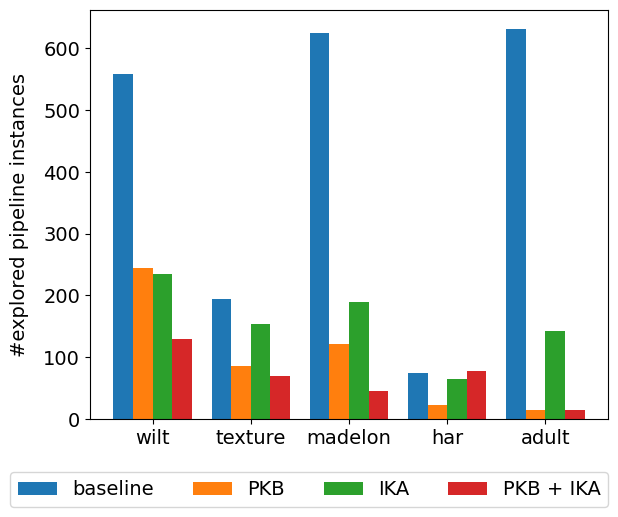 #explored pipeline instances
600
500
400
300
200
100
0
wilt texture madelon har adult
baseline PKB IKA PKB + IKA